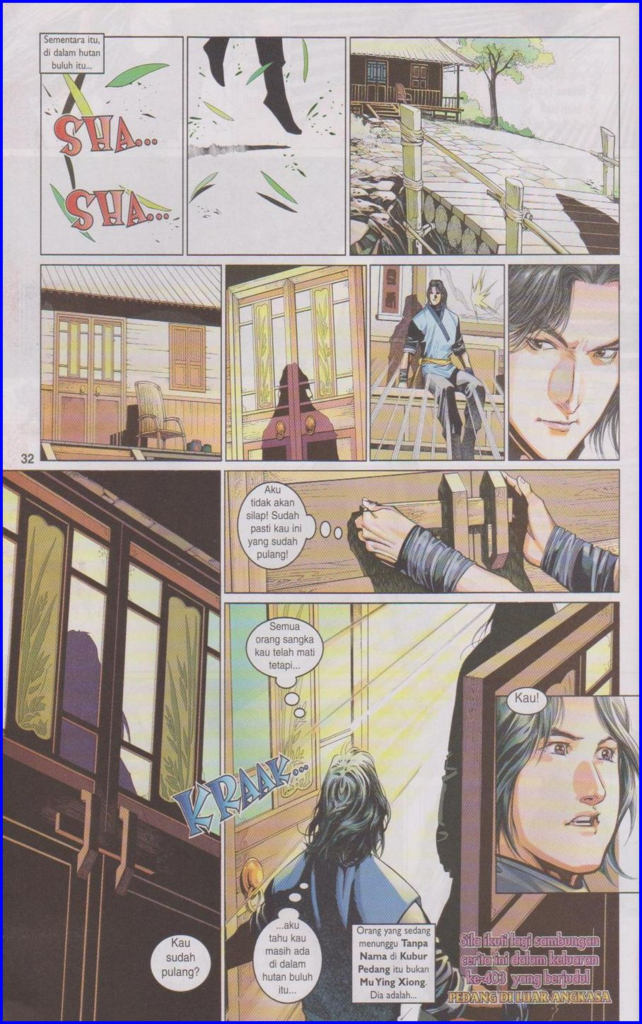 Sementara itu,
di dalam hutan
buluh itu...
SHA...
SHA...
32
Aku
tidak akan
silap! Sudah
pasti kau ini
yang sudah
pulang!
Kau
sudah
pulang?
Semua
orang sangka
kau telah mati
tetapi...
KRAAK...
...aku
tahu kau
masih ada
di dalam
hutan buluh
itu...
Kau!
Orang yang sedang
menunggu Tanpa
Nama di Kubur
Pedang itu bukan
Mu Ying Xiong.
Dia adalah...
Sila ikuti lagi sambungan
cerita ini dalam keluaran
ke-403 yang berjudul
PEDANG DI LUAR ANGKASA